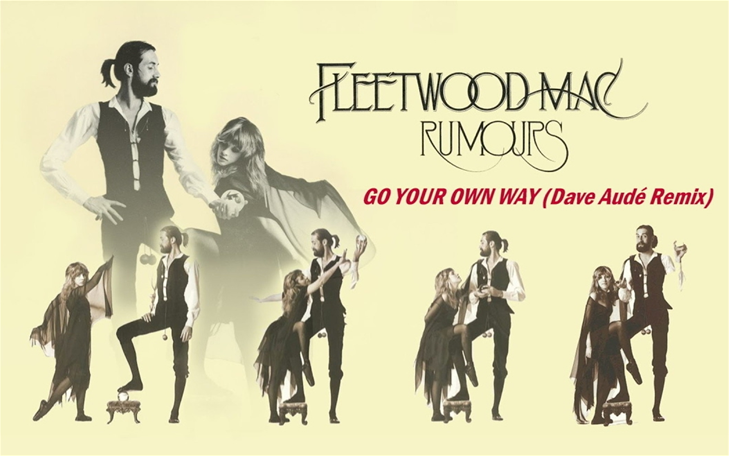 FLEETWOOD MAC
RUMOURS
GO YOUR OWN WAY (Dave Audé Remix)